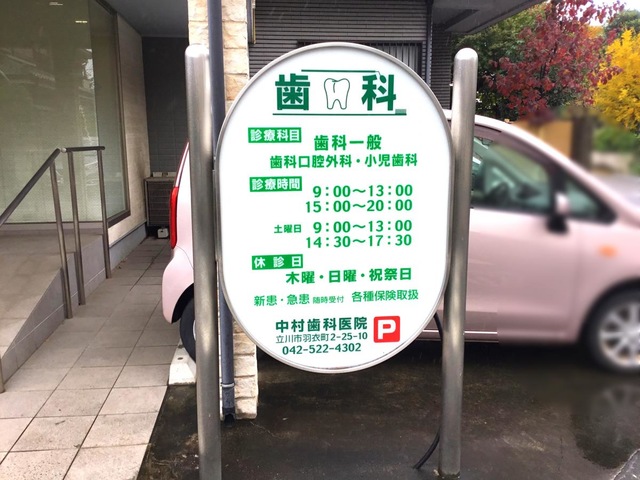 歯科
診療科目 歯科一般
歯科口腔外科・小児歯科
診療時間 9:00～13:00
15:00～20:00
土曜日 9:00～13:00
14:30～17:30
休診日
木曜・日曜・祝祭日
新患・急患 随時受付 各種保険取扱
中村歯科医院 P
立川市羽衣町2-25-10
042-522-4302